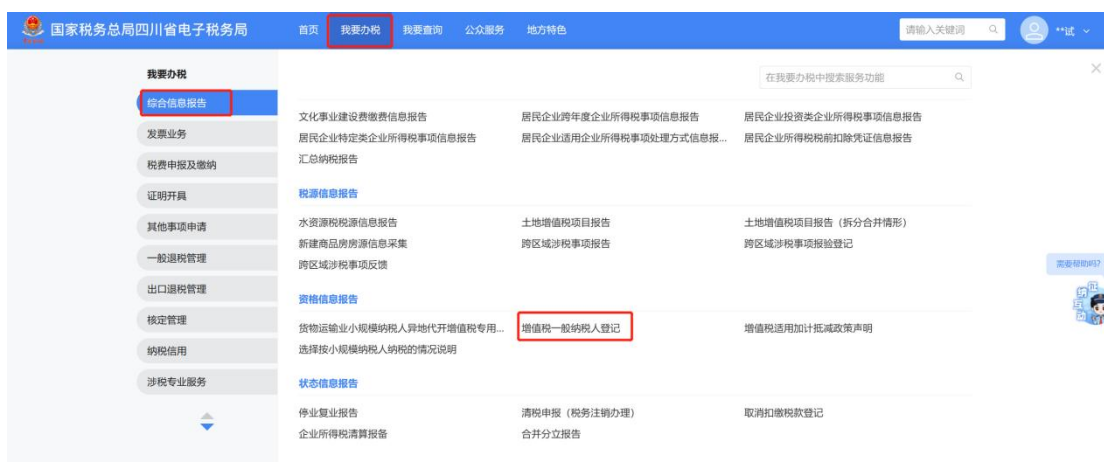 国家税务总局四川省电子税务局 首页 我要办税 我要查询 公众服务 地方特色 请输入关键词 **试
我要办税 在我要办税中搜索服务功能
综合信息报告
发票业务
税费申报及缴纳
证明开具
其他事项申请
一般退税管理
出口退税管理
核定管理
纳税信用
涉税专业服务
文化事业建设费缴费信息报告 居民企业跨年度企业所得税事项信息报告 居民企业投资类企业所得税事项信息报告
居民企业特定类企业所得税事项信息报告 居民企业适用企业所得税事项处理方式信息报... 居民企业所得税税前扣除凭证信息报告
汇总纳税报告
税源信息报告
水资源税税源信息报告 土地增值税项目报告 土地增值税项目报告（拆分合并情形）
新建商品房房源信息采集 跨区域涉税事项报告 跨区域涉税事项报验登记
跨区域涉税事项反馈
资格信息报告
货物运输业小规模纳税人异地代开增值税专用... 增值税一般纳税人登记 增值税适用加计抵减政策声明
选择按小规模纳税人纳税的情况说明
状态信息报告
停业复业报告 清税申报（税务注销办理） 取消扣缴税款登记
企业所得税清算报备 合并分立报告
需要帮助吗?